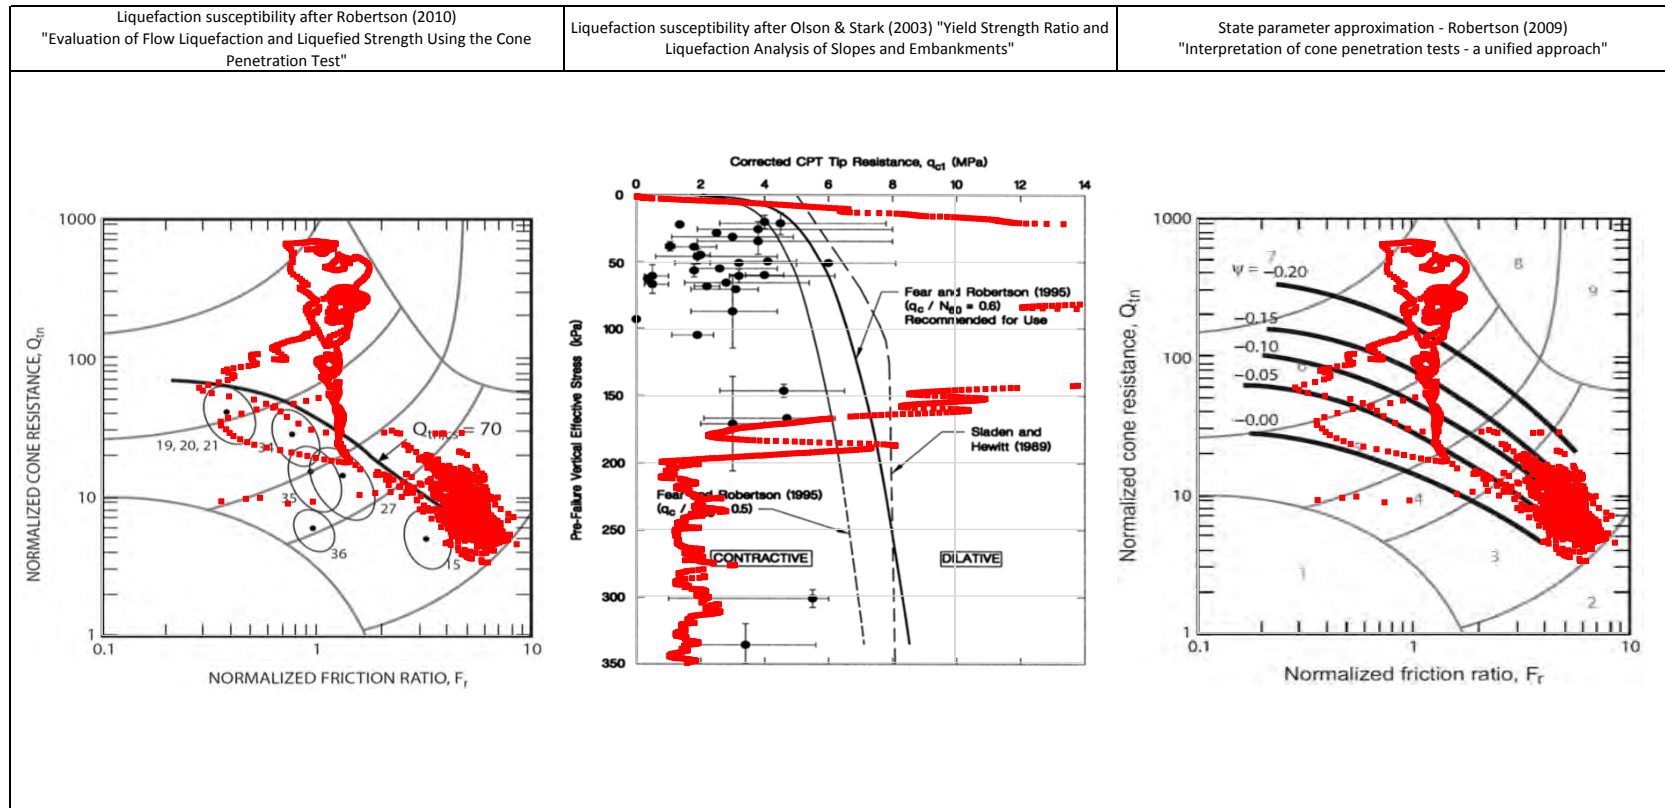 Liquefaction susceptibility after Robertson (2010)
"Evaluation of Flow Liquefaction and Liquefied Strength Using the Cone
Penetration Test"
Liquefaction susceptibility after Olson & Stark (2003) "Yield Strength Ratio and
Liquefaction Analysis of Slopes and Embankments"
State parameter approximation - Robertson (2009)
"Interpretation of cone penetration tests - a unified approach"
NORMALIZED CONE RESISTANCE, Qtn
1000
100
10
1
0.1
1
10
NORMALIZED FRICTION RATIO, Fr
19, 20, 21
34
35
36
27
15
= 70
Corrected CPT Tip Resistance, qc1 (MPa)
0
2
4
6
8
10
12
14
Pre-Failure Vertical Effective Stress (kPa)
0
50
100
150
200
250
300
350
Fear and Robertson (1995)
(qc / N60 = 0.6)
Recommended for Use
Sladen and
Hewitt (1989)
Fear and Robertson (1995)
(qc / 0.5)
CONTRACTIVE
DILATIVE
Normalized cone resistance, Qtn
1000
100
10
1
0.1
1
10
Normalized friction ratio, Fr
ψ = -0.20
-0.15
-0.10
-0.05
-0.00
7
8
9
6
4
3
1
2